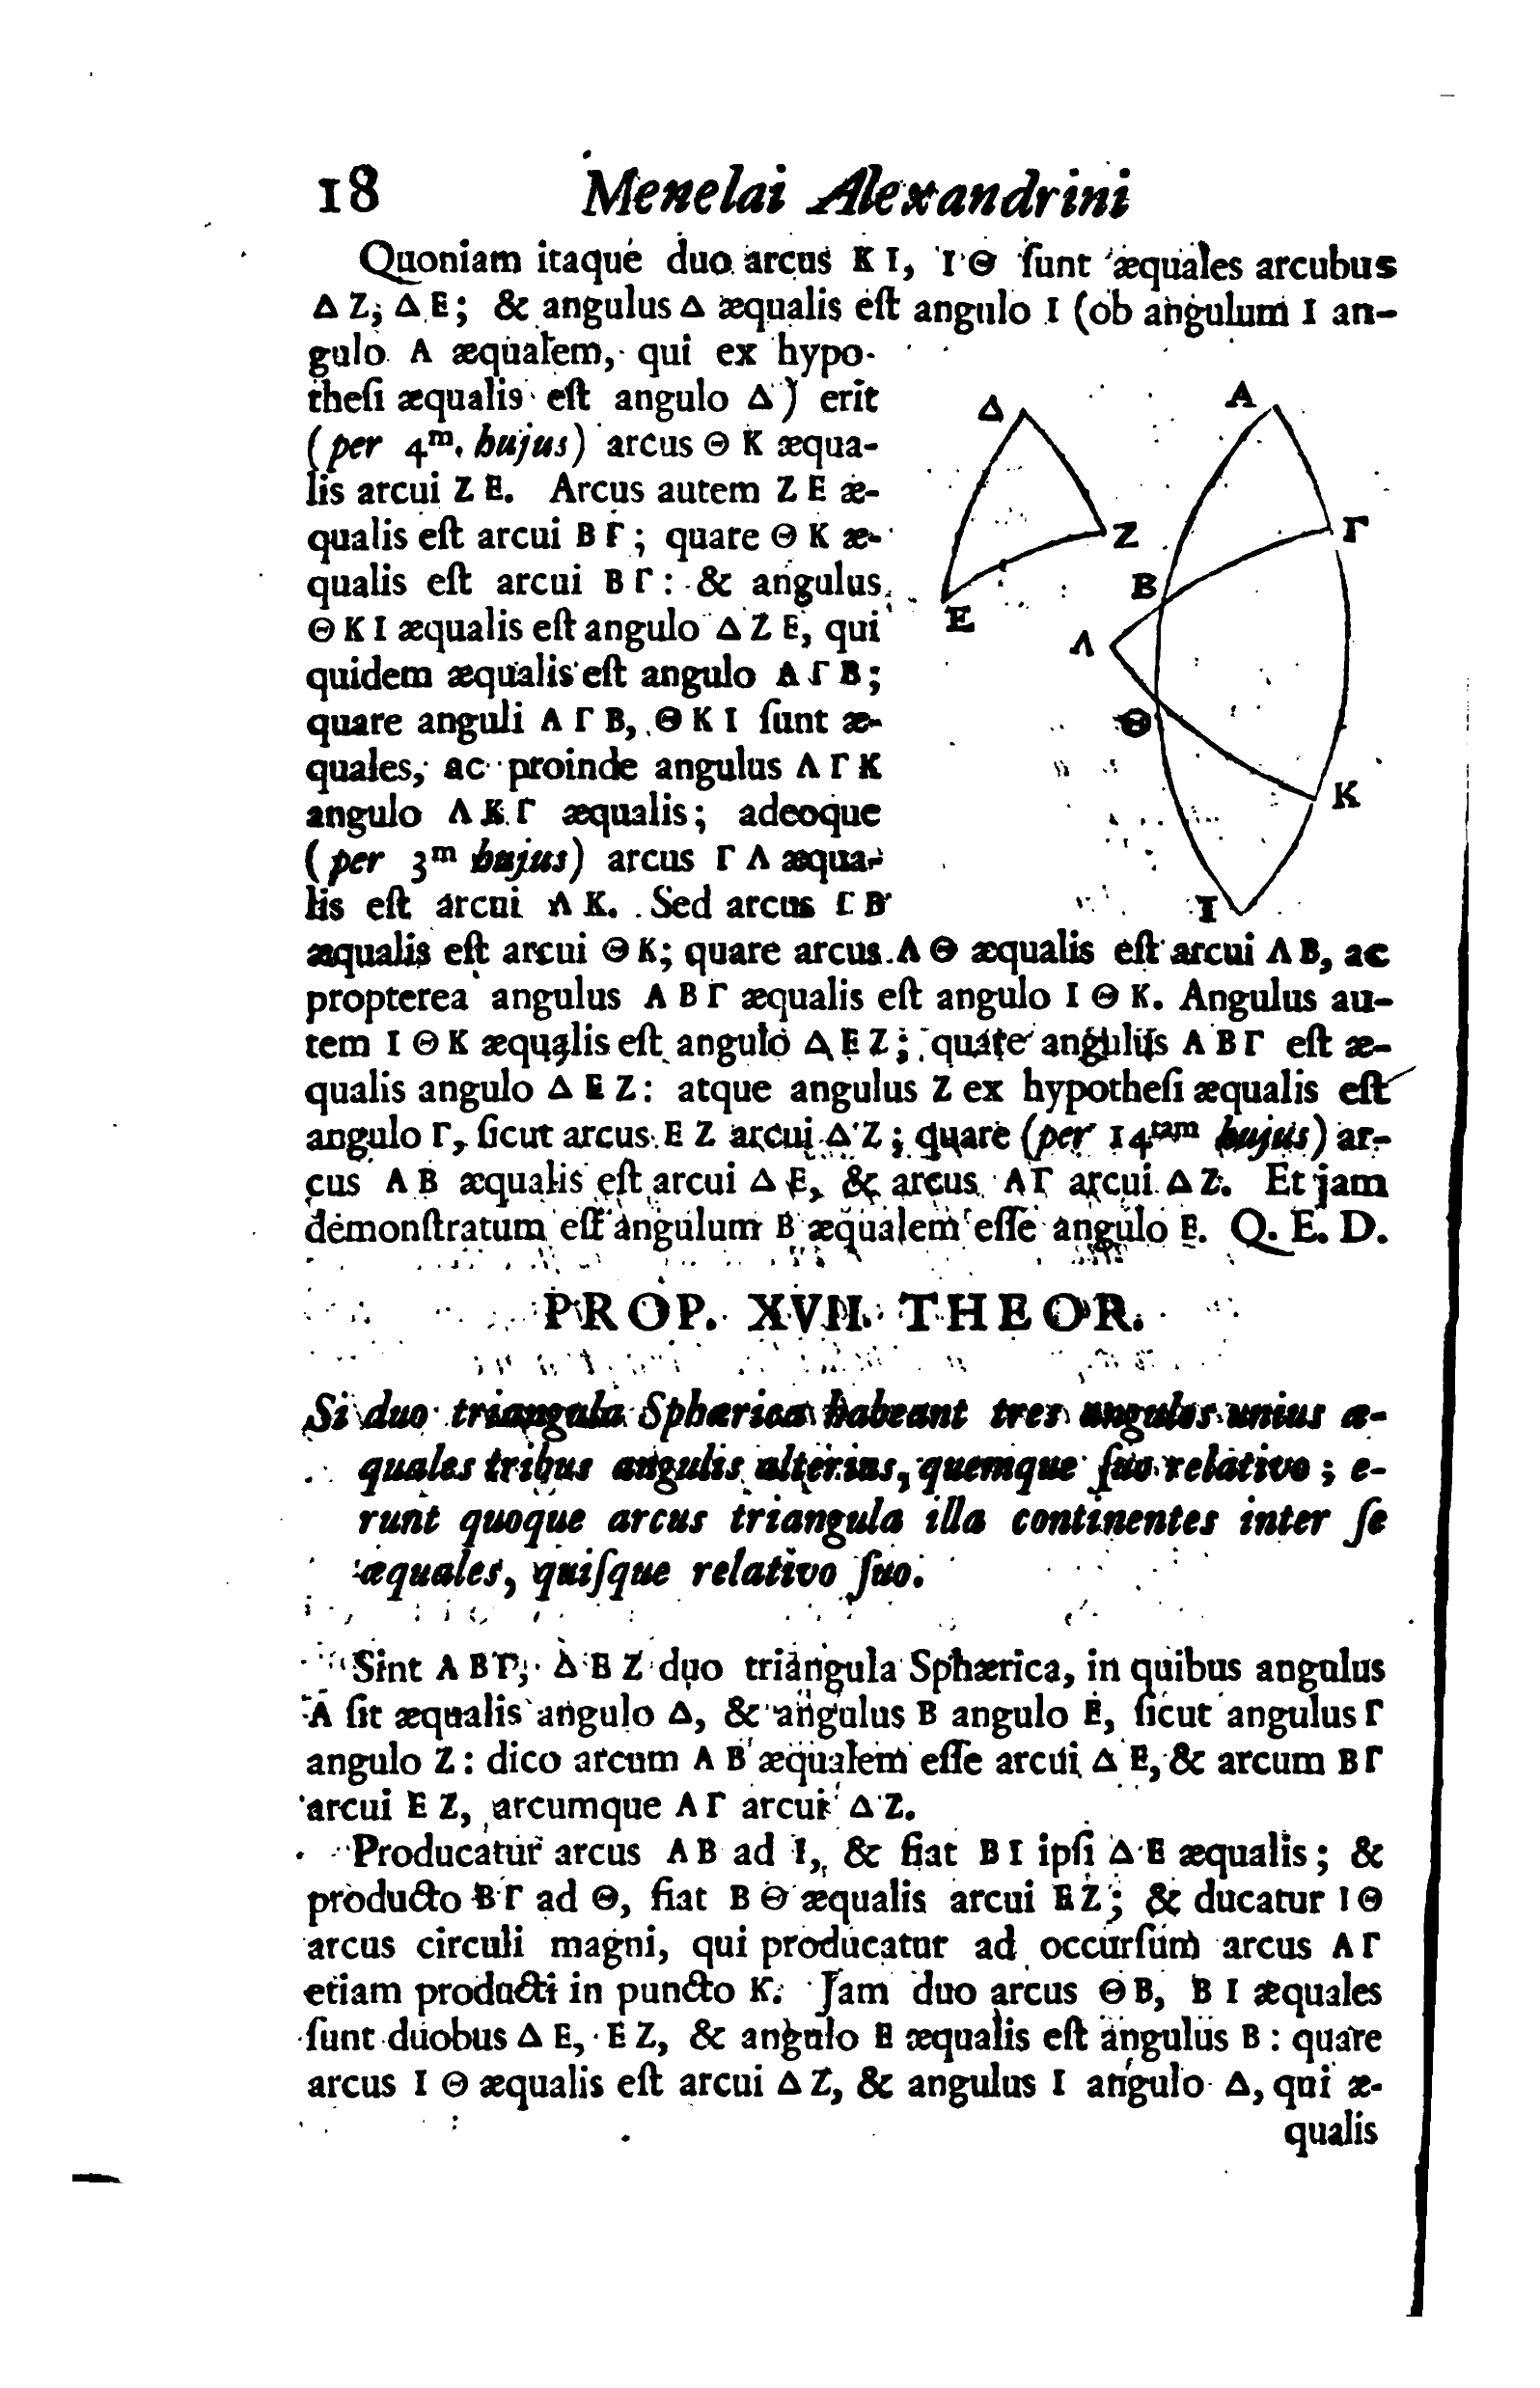 18 Menelai Alexandrini
Quoniam itaque duo arcus Κ Ι, Ι Θ ſunt æquales arcubus
Δ Ζ, Δ Ε; & angulus Δ æqualis eſt angulo Ι (ob angulum Ι an-
gulo Α æqualem, qui ex hypo-
theſi æqualis eſt angulo Δ) erit
(per 4m. hujus) arcus Θ Κ æqua-
lis arcui Ζ Ε. Arcus autem Ζ Ε æ-
qualis eſt arcui Β Γ; quare Θ Κ æ-
qualis eſt arcui Β Γ: & angulus
Θ Κ Ι æqualis eſt angulo Δ Ζ Ε, qui
quidem æqualis eſt angulo Α Γ Β;
quare anguli Α Γ Β, Θ Κ Ι ſunt æ-
quales, ac proinde angulus Λ Γ Κ
angulo Λ Κ Γ æqualis; adeoque
(per 3m hujus) arcus Γ Λ æqua-
lis eſt arcui Λ Κ. Sed arcus Γ Β
æqualis eſt arcui Θ Κ; quare arcus Λ Θ æqualis eſt arcui Λ Β, ac
propterea angulus Α Β Γ æqualis eſt angulo Ι Θ Κ. Angulus au-
tem Ι Θ Κ æqualis eſt angulo Δ Ε Ζ; quare angulus Α Β Γ eſt æ-
qualis angulo Δ Ε Ζ: atque angulus Ζ ex hypotheſi æqualis eſt
angulo Γ, ſicut arcus Ε Ζ arcui Δ Ζ; quare (per 14tam hujus) ar-
cus Α Β æqualis eſt arcui Δ Ε, & arcus ΑΓ arcui Δ Ζ. Et jam
demonſtratum eſt angulum Β æqualem eſſe angulo Ε. Q. E. D.
Δ
Ζ
Ε
Α
Γ
Β
Λ
Θ
Κ
Ι
PROP. XVII. THEOR.
Si duo triangula Sphærica habeant tres angulos unius æ-
quales tribus angulis alterius, quemque ſuo relativo; e-
runt quoque arcus triangula illa continentes inter ſe
æquales, quiſque relativo ſuo.
Sint Α Β Γ, Δ Ε Ζ duo triangula Sphærica, in quibus angulus
Α ſit æqualis angulo Δ, & angulus Β angulo Ε, ſicut angulus Γ
angulo Ζ: dico arcum Α Β æqualem eſſe arcui Δ Ε, & arcum Β Γ
arcui Ε Ζ, arcumque Α Γ arcui Δ Ζ.
Producatur arcus Α Β ad Ι, & fiat Β Ι ipſi Δ Ε æqualis; &
producto Β Γ ad Θ, fiat Β Θ æqualis arcui Ε Ζ; & ducatur Ι Θ
arcus circuli magni, qui producatur ad occurſum arcus Α Γ
etiam producti in puncto Κ. Jam duo arcus Θ Β, Β Ι æquales
ſunt duobus Δ Ε, Ε Ζ, & angulo Ε æqualis eſt angulus Β: quare
arcus Ι Θ æqualis eſt arcui Δ Ζ, & angulus Ι angulo Δ, qui æ-
qualis